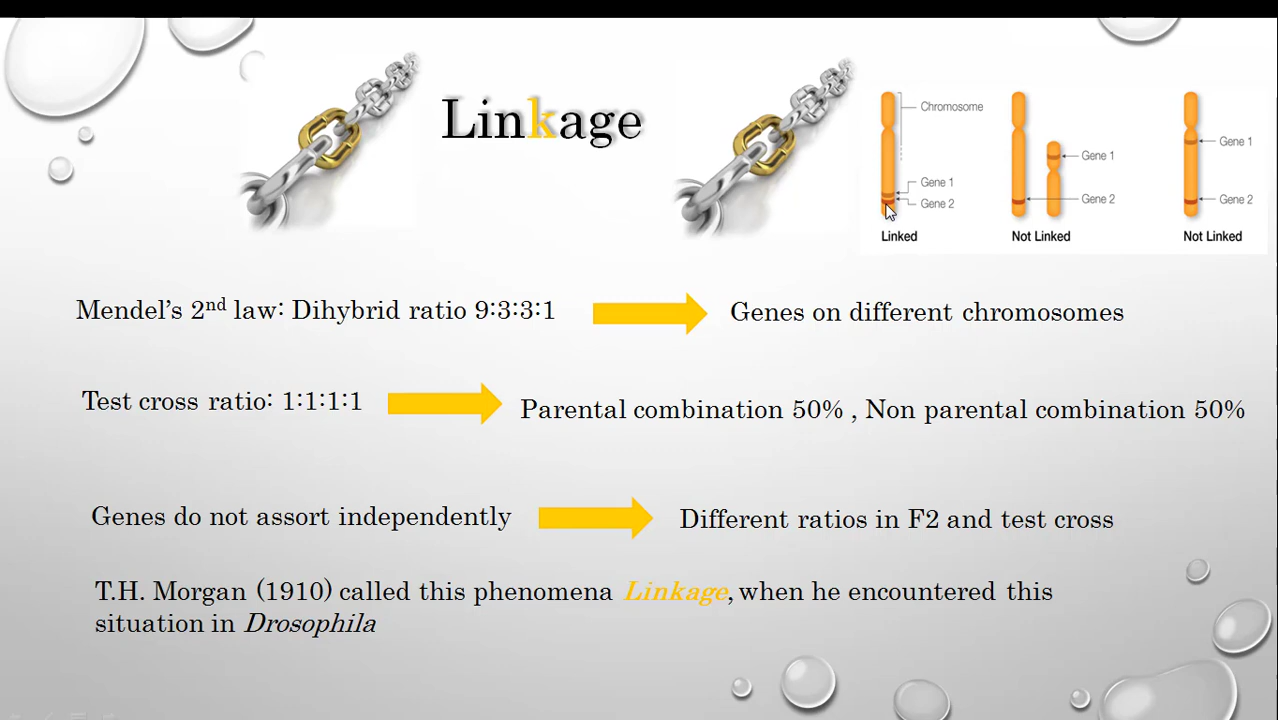 Linkage
Chromosome
Gene 1
Gene 2
Linked
Gene 1
Gene 2
Not Linked
Gene 1
Gene 2
Not Linked
Mendel’s 2nd law: Dihybrid ratio 9:3:3:1
Genes on different chromosomes
Test cross ratio: 1:1:1:1
Parental combination 50% , Non parental combination 50%
Genes do not assort independently
Different ratios in F2 and test cross
T.H. Morgan (1910) called this phenomena Linkage, when he encountered this
situation in Drosophila